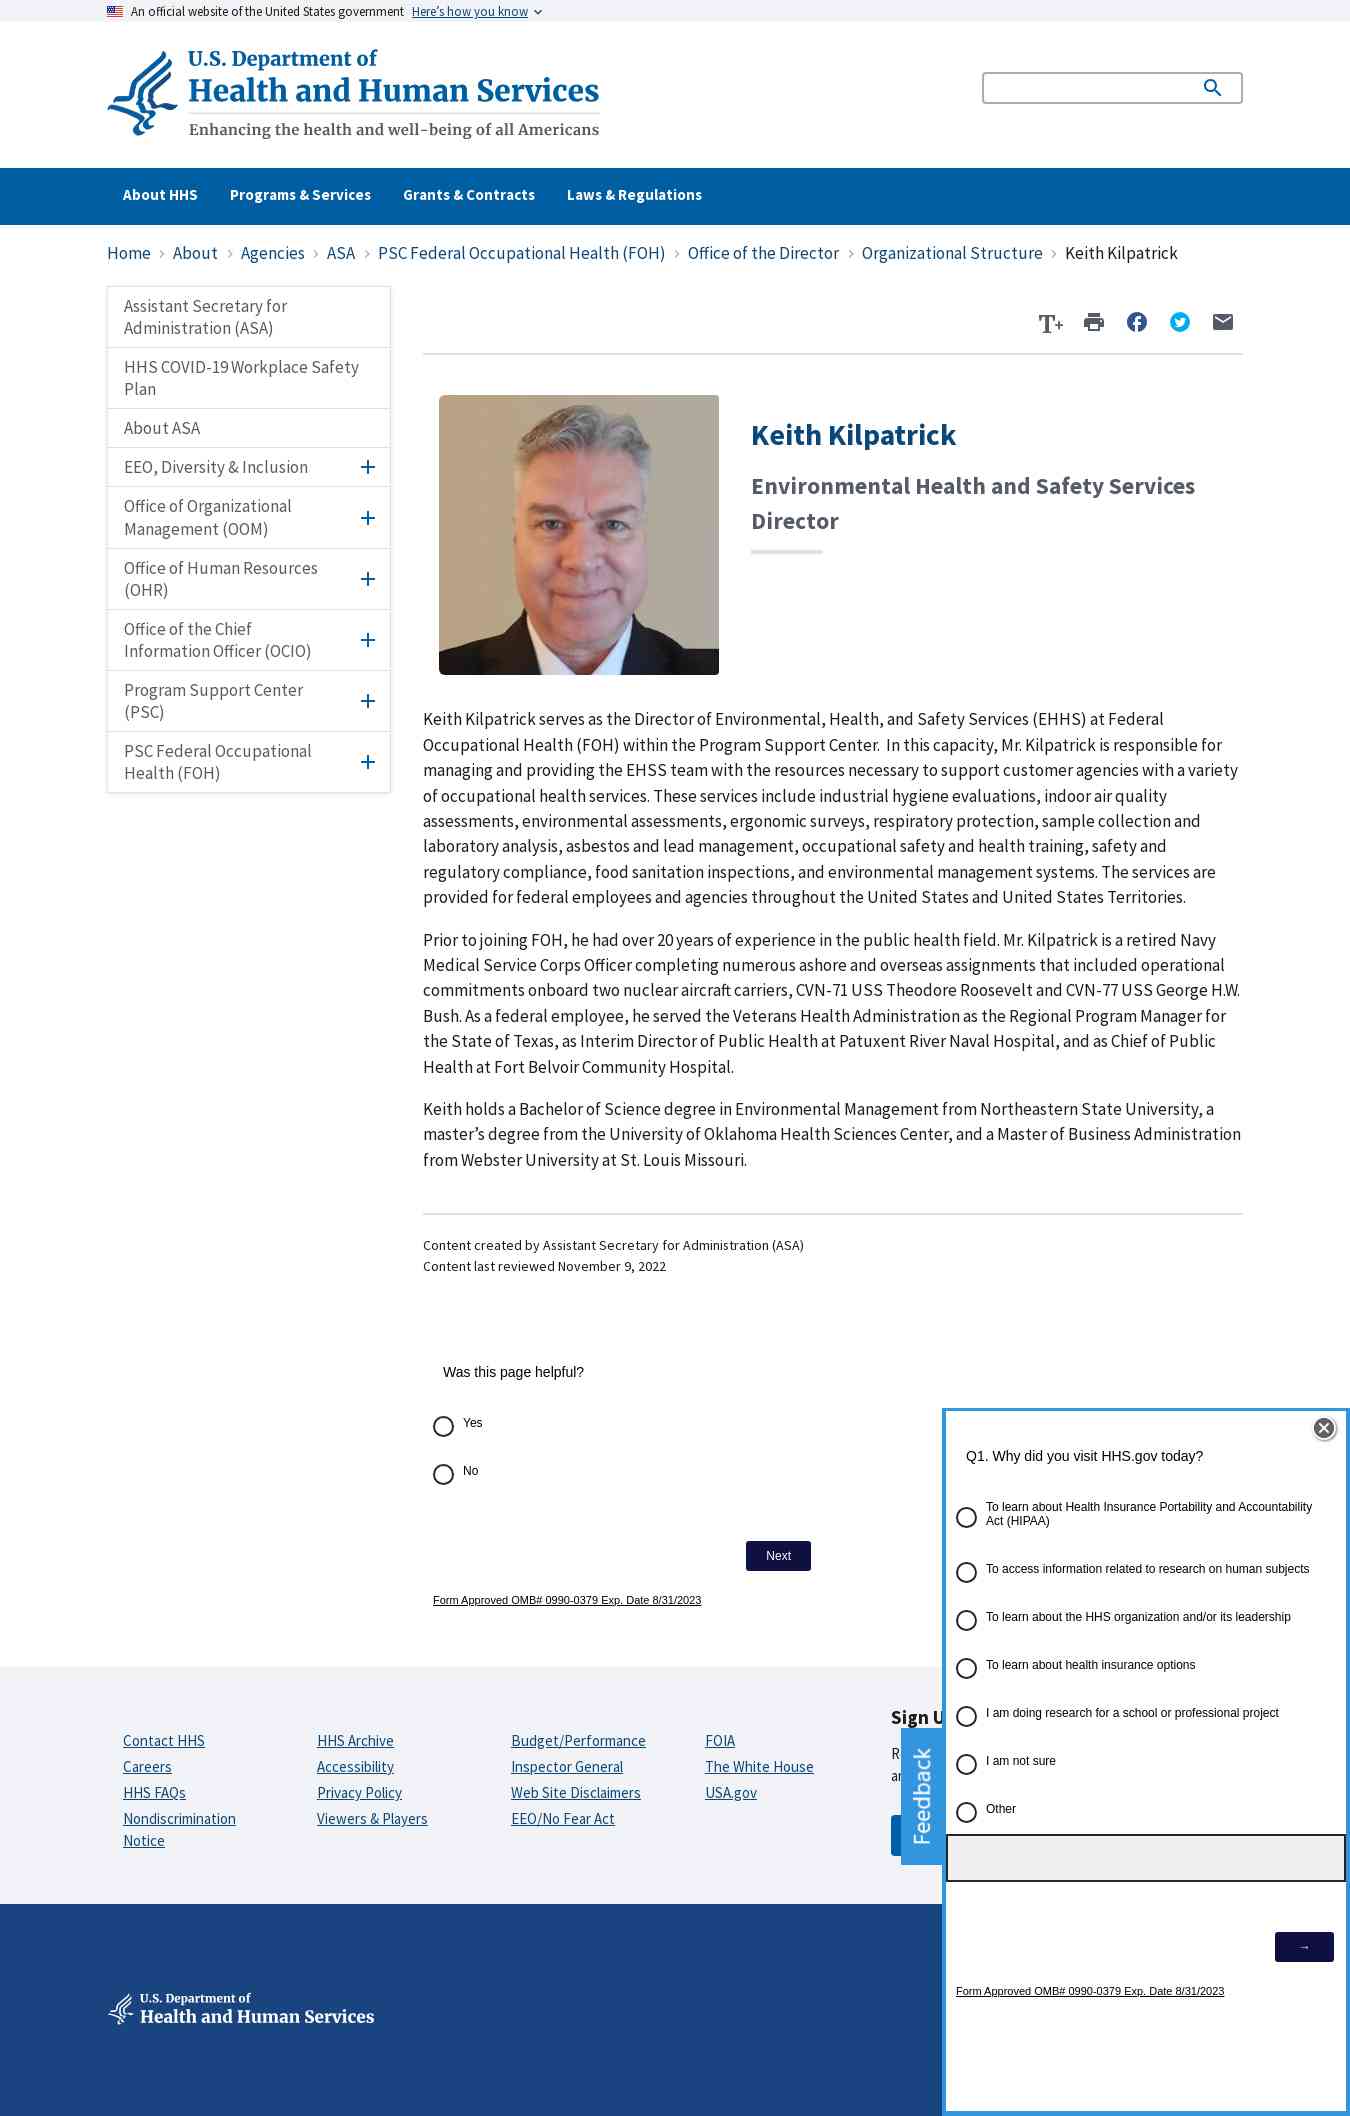 An official website of the United States government Here's how you know
U.S. Department of
Health and Human Services
Enhancing the health and well-being of all Americans
About HHS Programs & Services Grants & Contracts Laws & Regulations
Home › About › Agencies › ASA › PSC Federal Occupational Health (FOH) › Office of the Director › Organizational Structure › Keith Kilpatrick
Assistant Secretary for
Administration (ASA)
HHS COVID-19 Workplace Safety
Plan
About ASA
EEO, Diversity & Inclusion
Office of Organizational
Management (OOM)
Office of Human Resources
(OHR)
Office of the Chief
Information Officer (OCIO)
Program Support Center
(PSC)
PSC Federal Occupational
Health (FOH)
T+
Keith Kilpatrick
Environmental Health and Safety Services
Director
Keith Kilpatrick serves as the Director of Environmental, Health, and Safety Services (EHHS) at Federal
Occupational Health (FOH) within the Program Support Center. In this capacity, Mr. Kilpatrick is responsible for
managing and providing the EHSS team with the resources necessary to support customer agencies with a variety
of occupational health services. These services include industrial hygiene evaluations, indoor air quality
assessments, environmental assessments, ergonomic surveys, respiratory protection, sample collection and
laboratory analysis, asbestos and lead management, occupational safety and health training, safety and
regulatory compliance, food sanitation inspections, and environmental management systems. The services are
provided for federal employees and agencies throughout the United States and United States Territories.
Prior to joining FOH, he had over 20 years of experience in the public health field. Mr. Kilpatrick is a retired Navy
Medical Service Corps Officer completing numerous ashore and overseas assignments that included operational
commitments onboard two nuclear aircraft carriers, CVN-71 USS Theodore Roosevelt and CVN-77 USS George H.W.
Bush. As a federal employee, he served the Veterans Health Administration as the Regional Program Manager for
the State of Texas, as Interim Director of Public Health at Patuxent River Naval Hospital, and as Chief of Public
Health at Fort Belvoir Community Hospital.
Keith holds a Bachelor of Science degree in Environmental Management from Northeastern State University, a
master’s degree from the University of Oklahoma Health Sciences Center, and a Master of Business Administration
from Webster University at St. Louis Missouri.
Content created by Assistant Secretary for Administration (ASA)
Content last reviewed November 9, 2022
Was this page helpful?
Yes
No
Next
Form Approved OMB# 0990-0379 Exp. Date 8/31/2023
Q1. Why did you visit HHS.gov today?
To learn about Health Insurance Portability and Accountability
Act (HIPAA)
To access information related to research on human subjects
To learn about the HHS organization and/or its leadership
To learn about health insurance options
I am doing research for a school or professional project
I am not sure
Other
→
Form Approved OMB# 0990-0379 Exp. Date 8/31/2023
Feedback
Contact HHS
Careers
HHS FAQs
Nondiscrimination
Notice
HHS Archive
Accessibility
Privacy Policy
Viewers & Players
Budget/Performance
Inspector General
Web Site Disclaimers
EEO/No Fear Act
FOIA
The White House
USA.gov
Sign
U.S. Department of
Health and Human Services